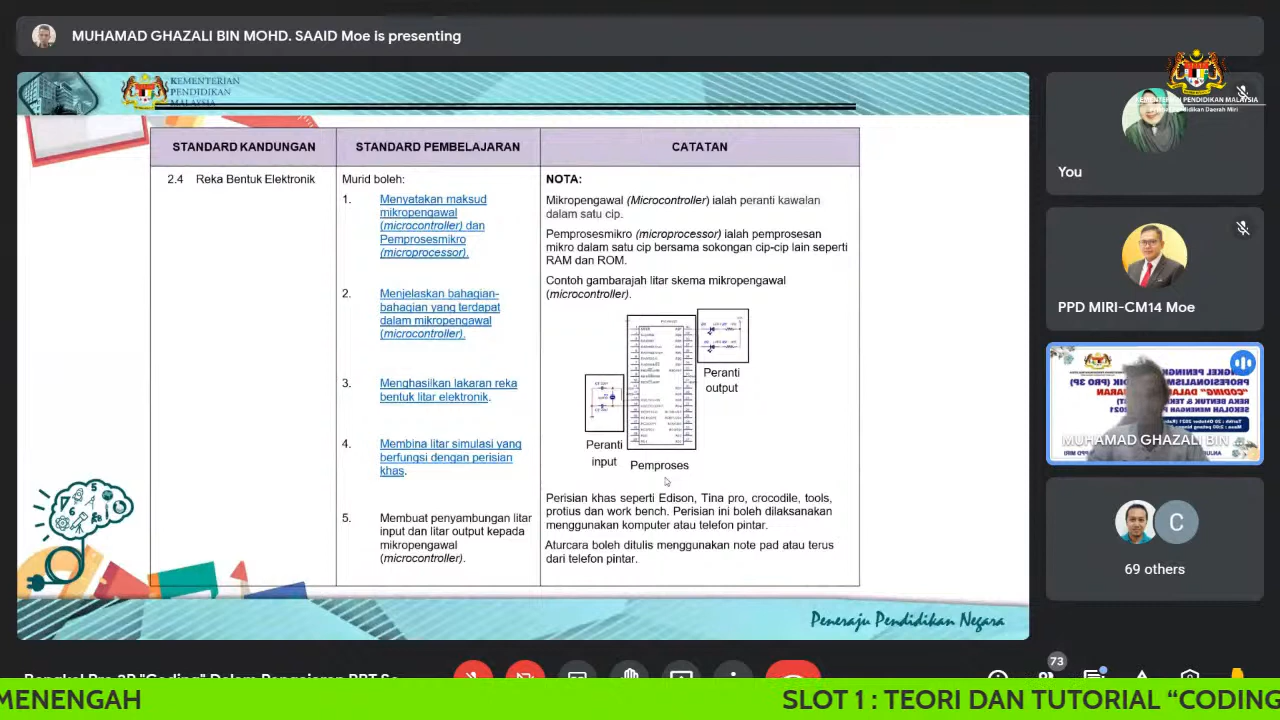 MUHAMAD GHAZALI BIN MOHD. SAAID Moe is presenting
KEMENTERIAN
PENDIDIKAN
MALAYSIA
STANDARD KANDUNGAN
STANDARD PEMBELAJARAN
CATATAN
2.4 Reka Bentuk Elektronik
Murid boleh:
1. Menyatakan maksud
mikropengawal
(microcontroller) dan
Pemprosesmikro
(microprocessor).
2. Menjelaskan bahagian-
bahagian yang terdapat
dalam mikropengawal
(microcontroller).
3. Menghasilkan lakaran reka
bentuk litar elektronik.
4. Membina litar simulasi yang
berfungsi dengan perisian
khas.
5. Membuat penyambungan litar
input dan litar output kepada
mikropengawal
(microcontroller).
NOTA:
Mikropengawal (Microcontroller) ialah peranti kawalan
dalam satu cip.
Pemprosesmikro (microprocessor) ialah pemprosesan
mikro dalam satu cip bersama sokongan cip-cip lain seperti
RAM dan ROM.
Contoh gambarajah litar skema mikropengawal
(microcontroller).
Peranti
output
Peranti
input
Pemproses
Perisian khas seperti Edison, Tina pro, crocodile, tools,
protius dan work bench. Perisian ini boleh dilaksanakan
menggunakan komputer atau telefon pintar.
Aturcara boleh ditulis menggunakan note pad atau terus
dari telefon pintar.
Peneraju Pendidikan Negara
KEMENTERIAN PENDIDIKAN MALAYSIA
Pendidikan Daerah Miri
You
PPD MIRI-CM14 Moe
MUHAMAD GHAZALI BIN ...
C
69 others
73
MENENGAH
SLOT 1 : TEORI DAN TUTORIAL “CODING